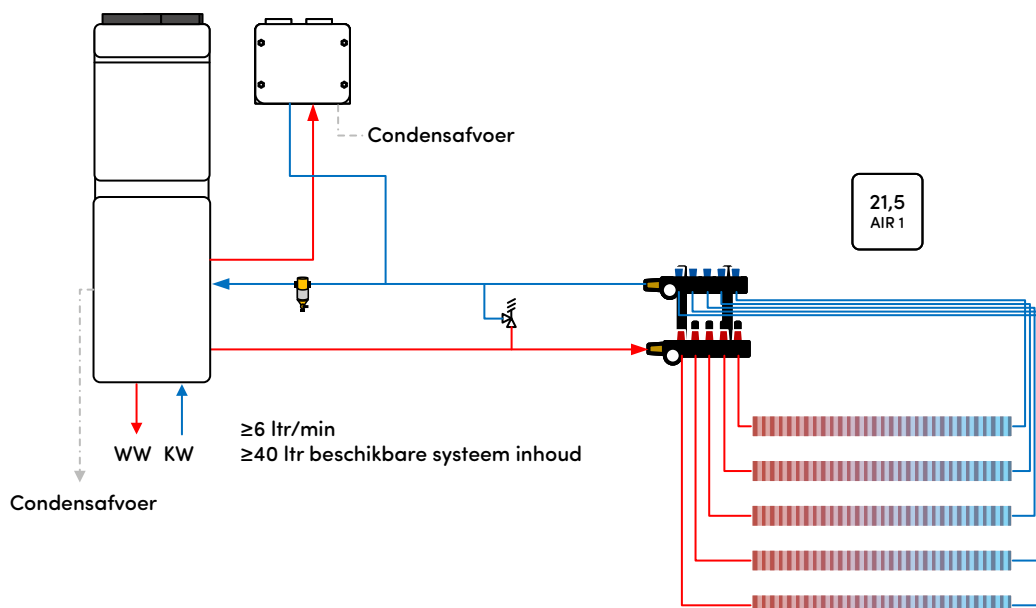 Condensafvoer
21,5
AIR 1
≥6 ltr/min
≥40 ltr beschikbare systeem inhoud
WW KW
Condensafvoer